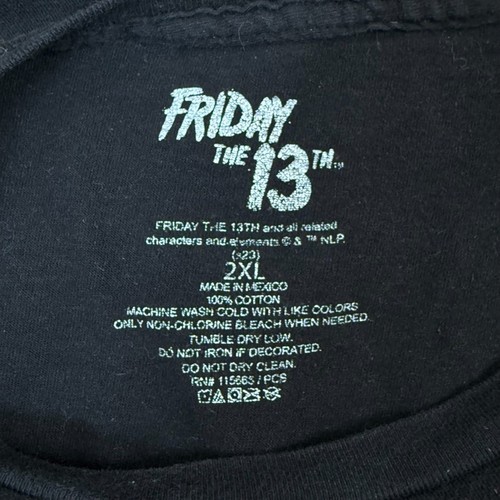 FRIDAY
THE 13TH™
FRIDAY THE 13TH and all related
characters and elements © & ™ NLP.
(s23)
2XL
MADE IN MEXICO
100% COTTON
MACHINE WASH COLD WITH LIKE COLORS
ONLY NON-CHLORINE BLEACH WHEN NEEDED.
TUMBLE DRY LOW.
DO NOT IRON IF DECORATED.
DO NOT DRY CLEAN.
RN# 115665 / PCS